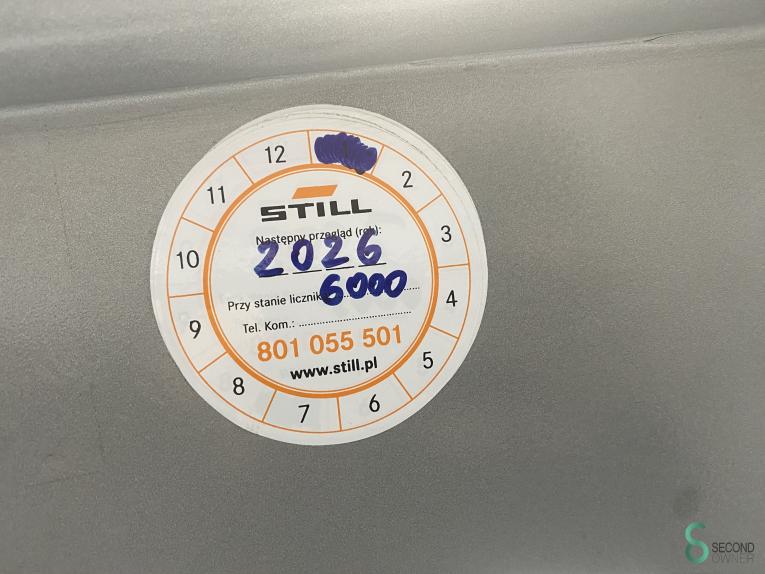 12
1
2
3
4
5
6
7
8
9
10
11
STILL
Następny przegląd (rok):
2026
Przy stanie licznika 6000
Tel. Kom.: ..............................
801 055 501
www.still.pl
SECOND
OWNER